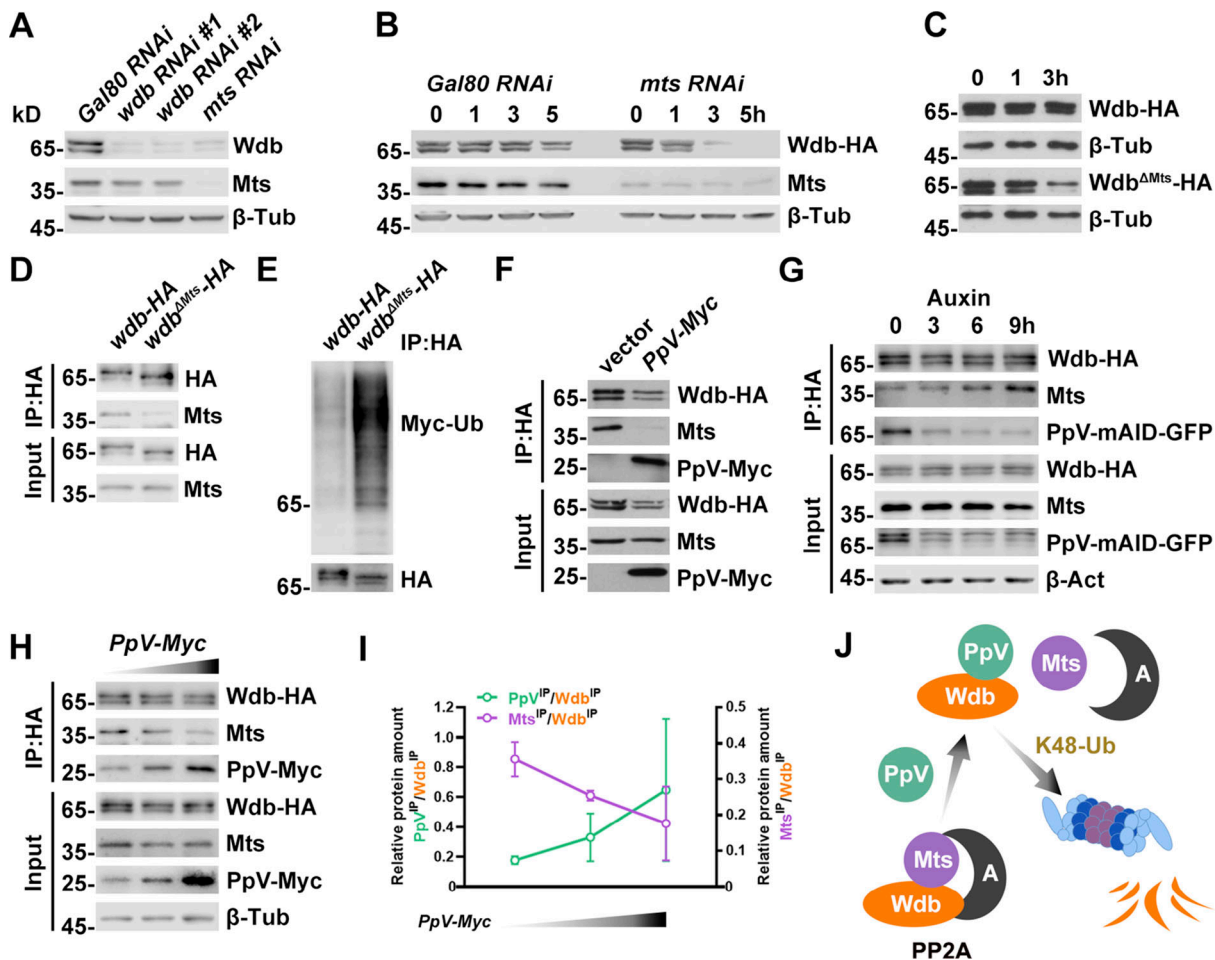 A
Gal80 RNAi
wdb RNAi #1
wdb RNAi #2
mts RNAi
kD
65-
Wdb
35-
Mts
45-
β-Tub
B
Gal80 RNAi
mts RNAi
0 1 3 5 0 1 3 5h
65-
Wdb-HA
35-
Mts
45-
β-Tub
C
0 1 3h
65-
Wdb-HA
45-
β-Tub
65-
WdbΔMts-HA
45-
β-Tub
D
wdb-HA
wdbΔMts-HA
IP:HA
65-
HA
35-
Mts
Input
65-
HA
35-
Mts
E
wdb-HA
wdbΔMts-HA
IP:HA
Myc-Ub
65-
65-
HA
F
vector
PpV-Myc
IP:HA
65-
Wdb-HA
35-
Mts
25-
PpV-Myc
Input
65-
Wdb-HA
35-
Mts
25-
PpV-Myc
G
Auxin
0 3 6 9h
IP:HA
65-
Wdb-HA
35-
Mts
65-
PpV-mAID-GFP
Input
65-
Wdb-HA
35-
Mts
65-
PpV-mAID-GFP
45-
β-Act
H
PpV-Myc
IP:HA
65-
Wdb-HA
35-
Mts
25-
PpV-Myc
Input
65-
Wdb-HA
35-
Mts
25-
PpV-Myc
45-
β-Tub
I
PpVIP/WdbIP
MtsIP/WdbIP
Relative protein amount
PpVIP/WdbIP
1.2
1.0
0.8
0.6
0.4
0.2
0
0.5
0.4
0.3
0.2
0.1
0
Relative protein amount
MtsIP/WdbIP
PpV-Myc
J
PpV
Mts
A
Wdb
K48-Ub
PpV
Mts
A
Wdb
PP2A